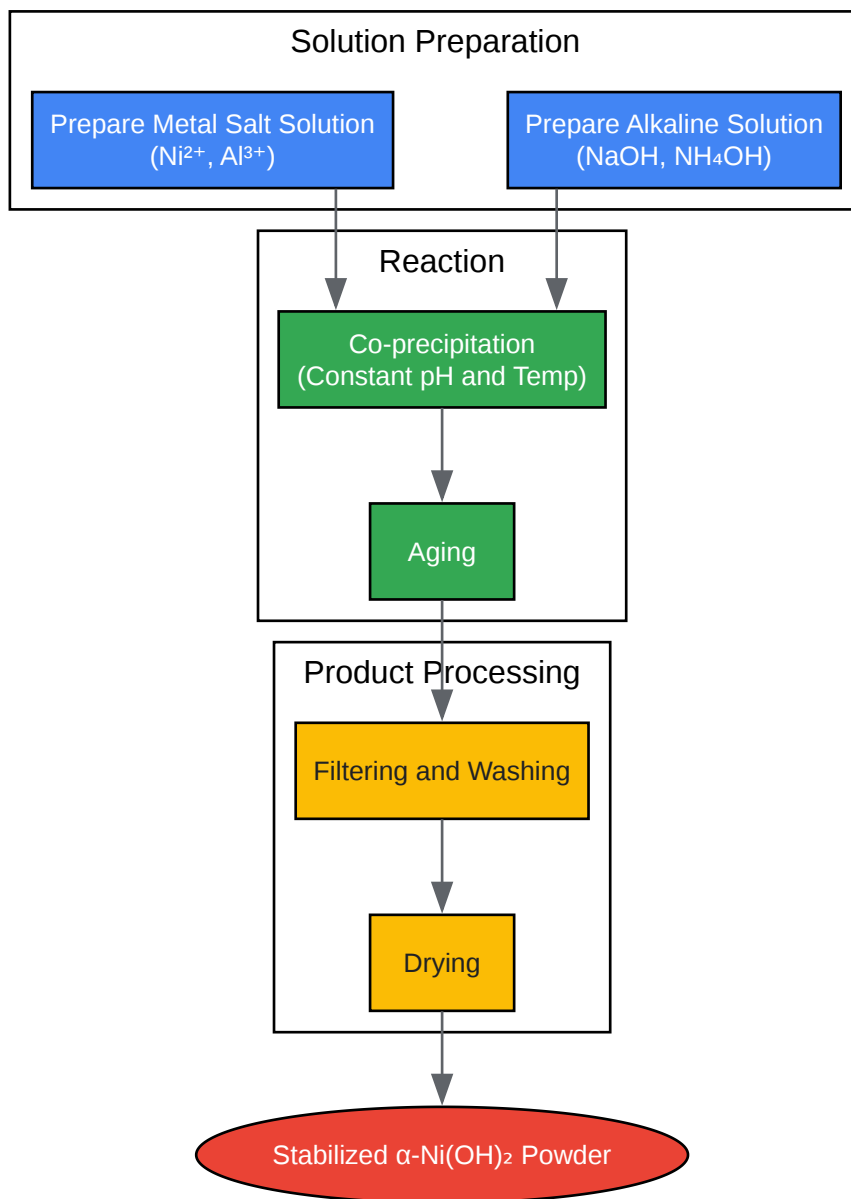 Solution Preparation
Prepare Metal Salt Solution
(Ni²⁺, Al³⁺)
Prepare Alkaline Solution
(NaOH, NH₄OH)
Reaction
Co-precipitation
(Constant pH and Temp)
Aging
Product Processing
Filtering and Washing
Drying
Stabilized α-Ni(OH)₂ Powder